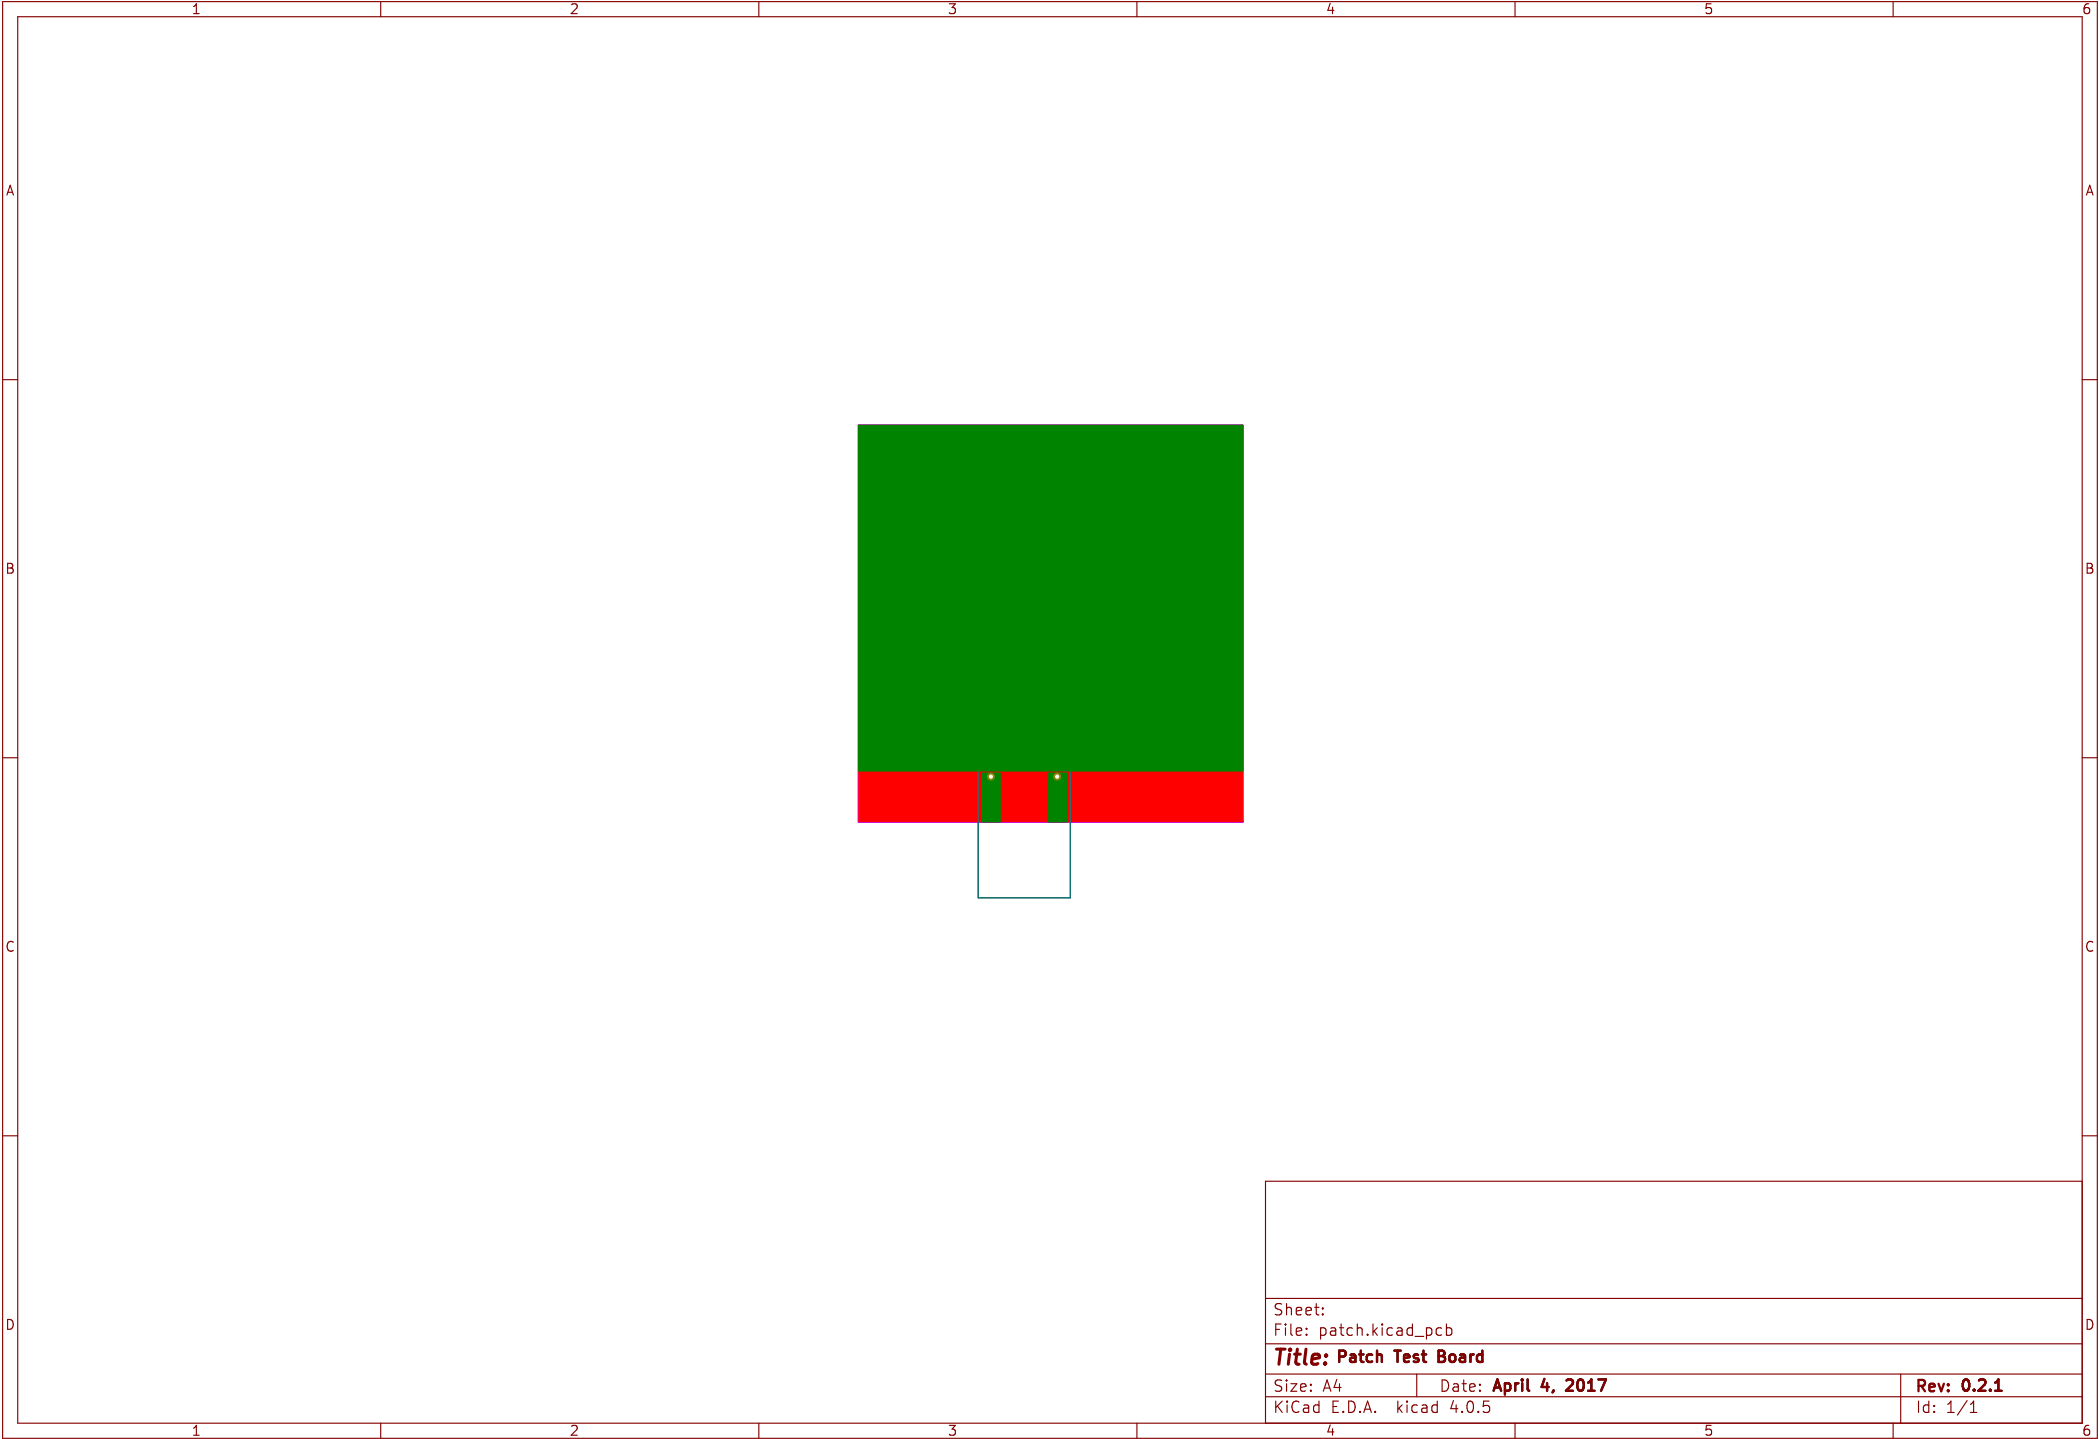 1 2 3 4 5 6
A A
B B
C C
D D
Sheet:
File: patch.kicad_pcb
Title: Patch Test Board
Size: A4 Date: April 4, 2017 Rev: 0.2.1
KiCad E.D.A. kicad 4.0.5 Id: 1/1
1 2 3 4 5 6